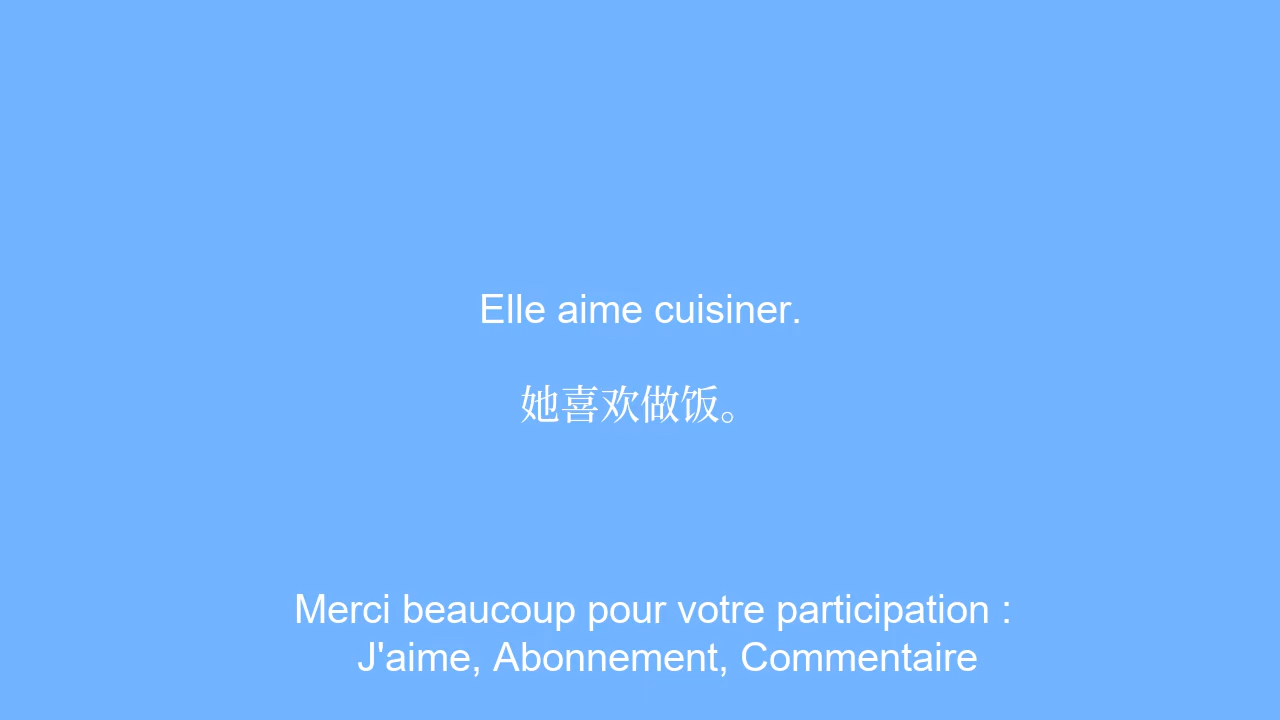 Elle aime cuisiner.
她喜欢做饭。
Merci beaucoup pour votre participation :
J'aime, Abonnement, Commentaire